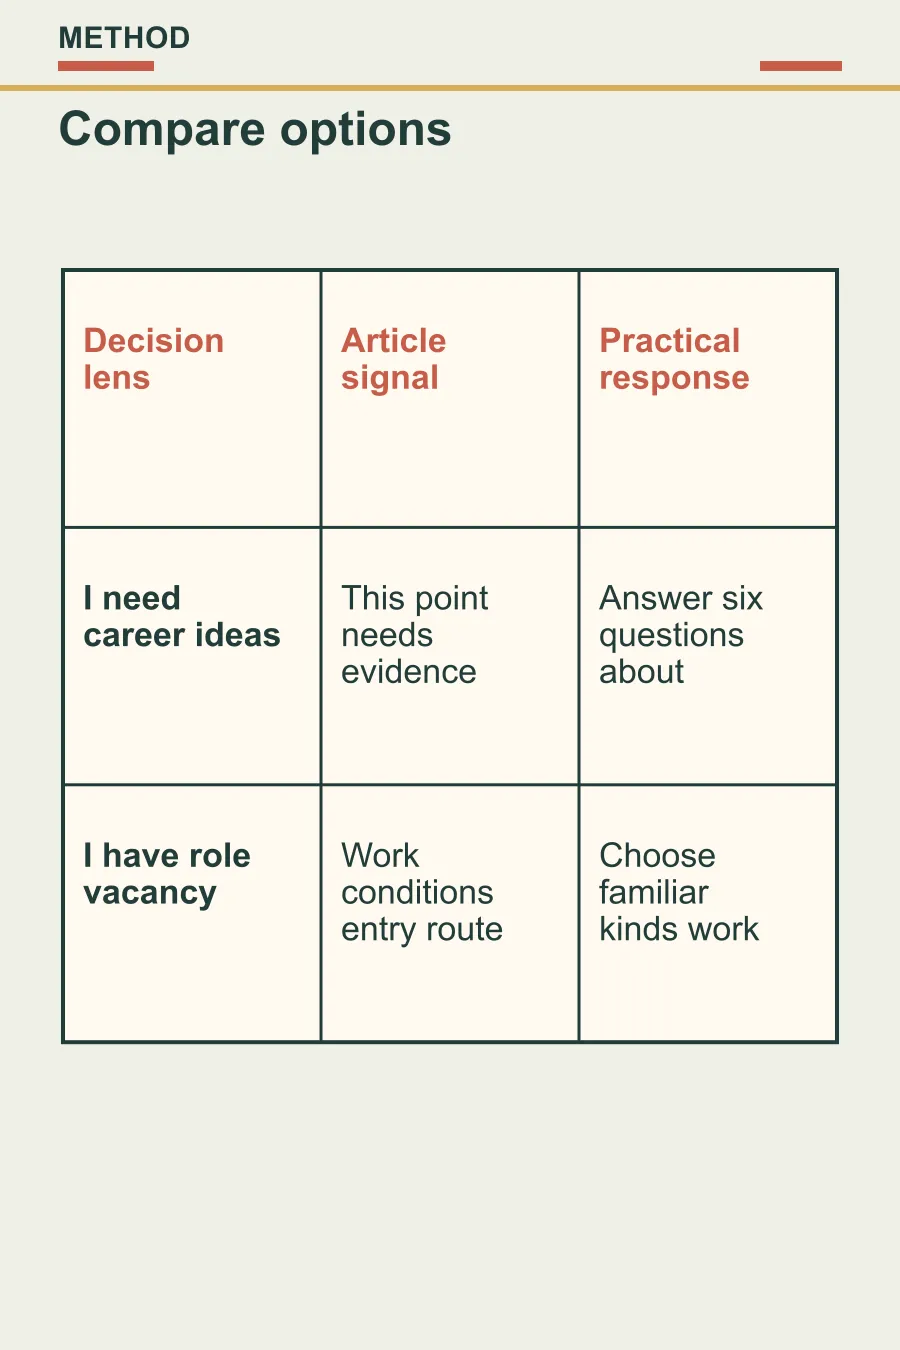 METHOD
Compare options
Decision
lens
Article
signal
Practical
response
I need
career ideas
This point
needs
evidence
Answer six
questions
about
I have role
vacancy
Work
conditions
entry route
Choose
familiar
kinds work